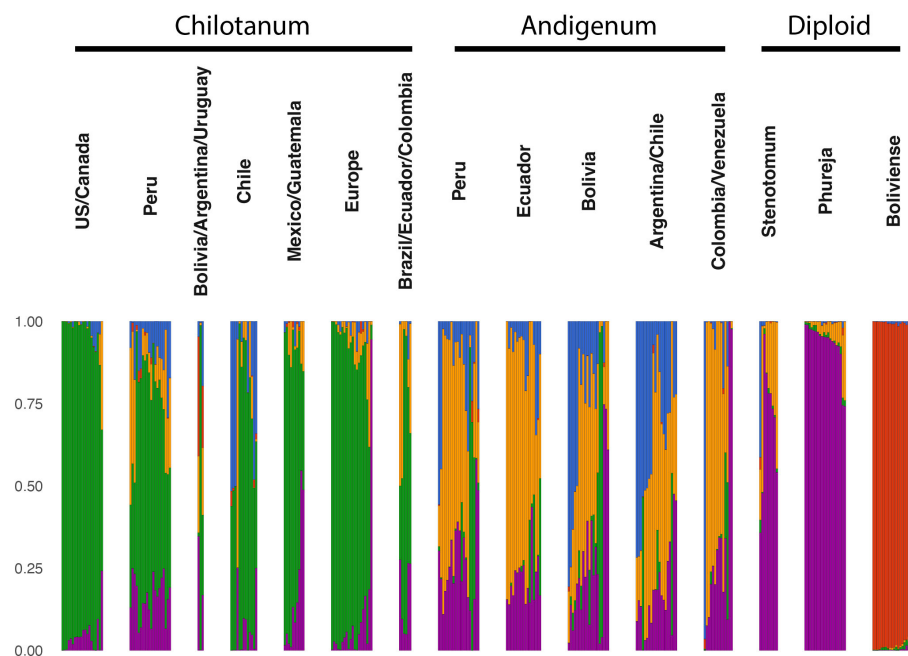 Chilotanum Andigenum Diploid
US/Canada
Peru
Bolivia/Argentina/Uruguay
Chile
Mexico/Guatemala
Europe
Brazil/Ecuador/Colombia
Peru
Ecuador
Bolivia
Argentina/Chile
Colombia/Venezuela
Stenotomum
Phureja
Boliviense
1.00
0.75
0.50
0.25
0.00